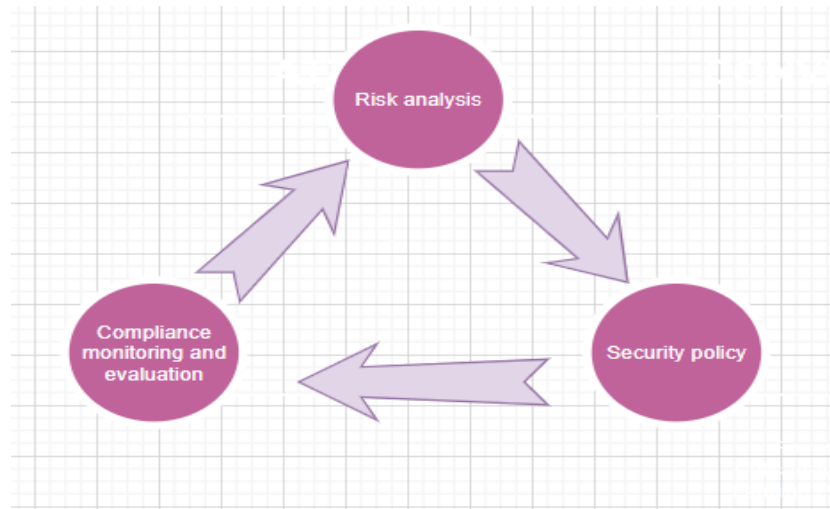 Risk analysis
Compliance
monitoring and
evaluation
Security policy